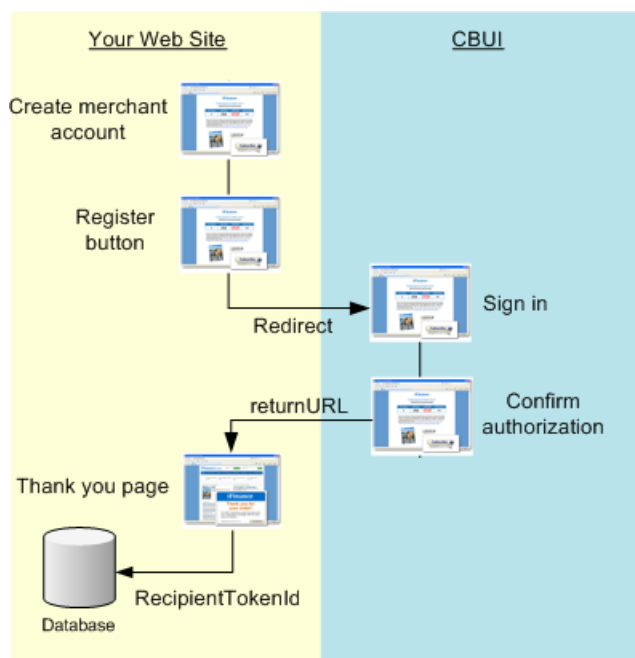 Your Web Site
CBUI
Create merchant
account
Register
button
Redirect
Sign in
returnURL
Confirm
authorization
Thank you page
RecipientTokenId
Database